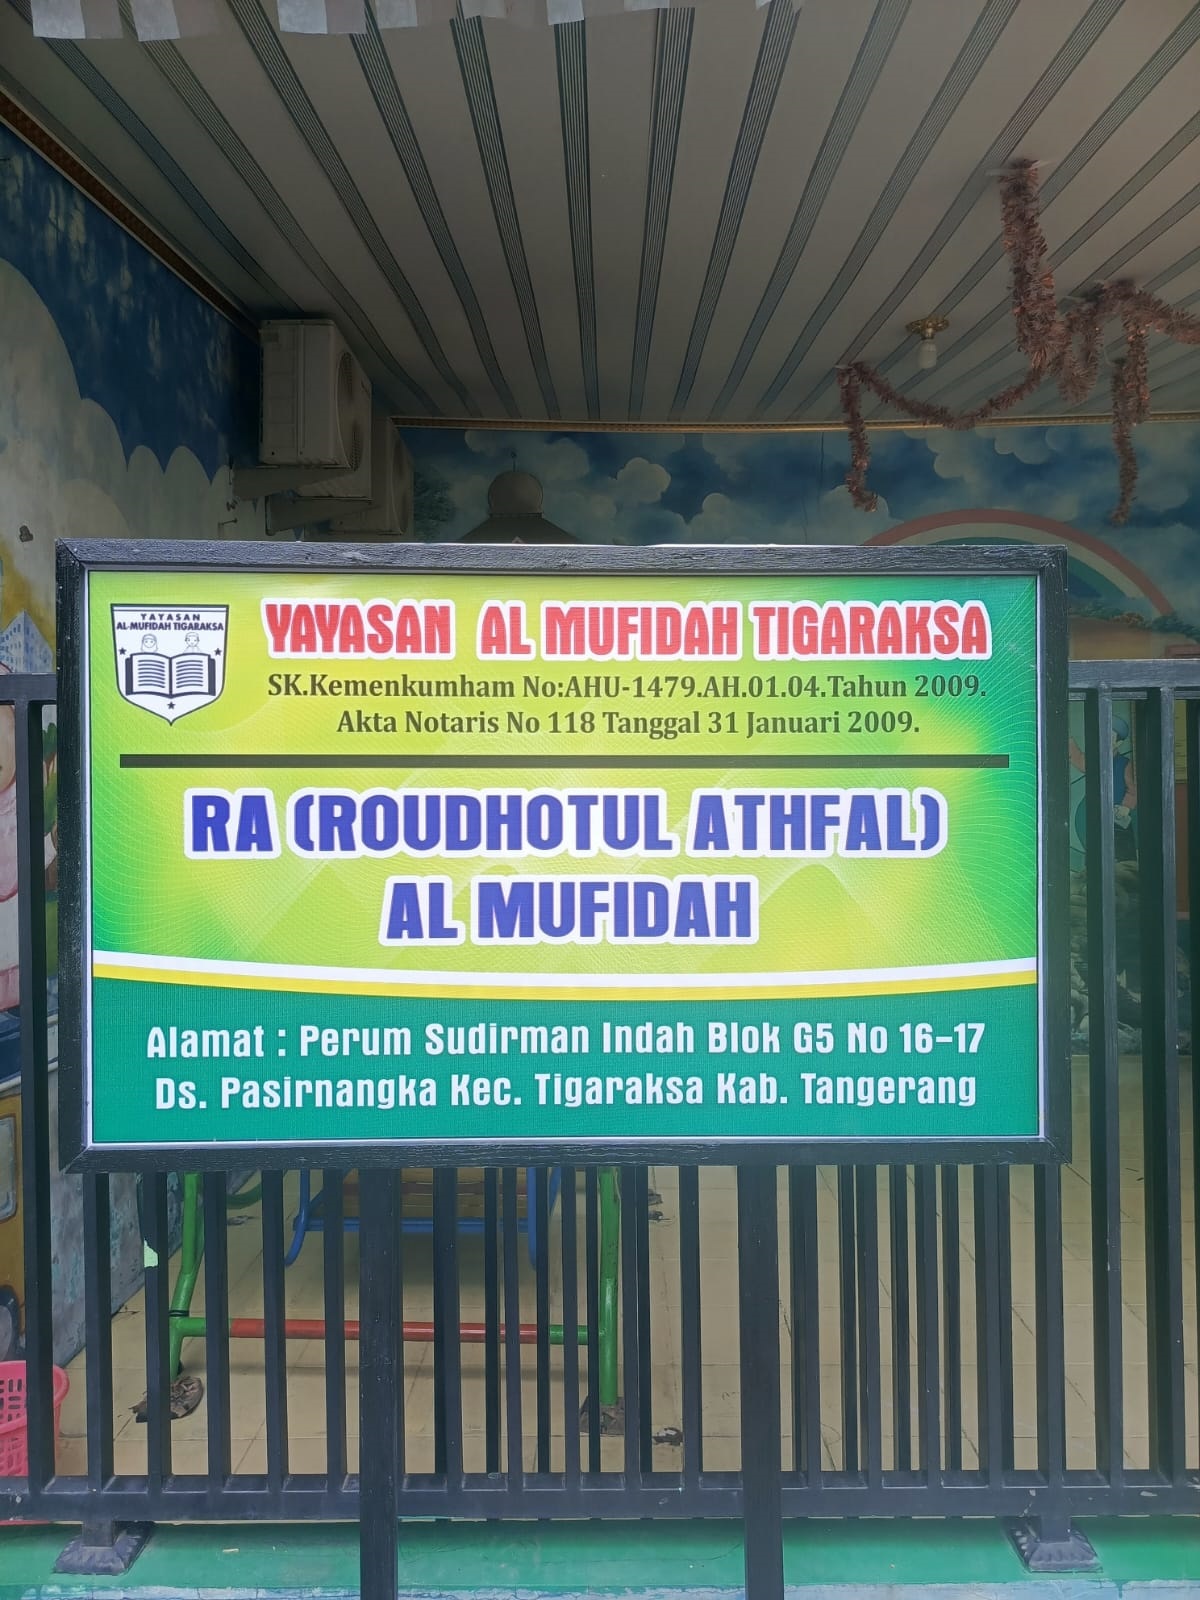 YAYASAN
AL-MUFIDAH TIGARAKSA
YAYASAN AL MUFIDAH TIGARAKSA
SK.Kemenkumham No:AHU-1479.AH.01.04.Tahun 2009.
Akta Notaris No 118 Tanggal 31 Januari 2009.
RA (ROUDHOTUL ATHFAL)
AL MUFIDAH
Alamat : Perum Sudirman Indah Blok G5 No 16-17
Ds. Pasirnangka Kec. Tigaraksa Kab. Tangerang